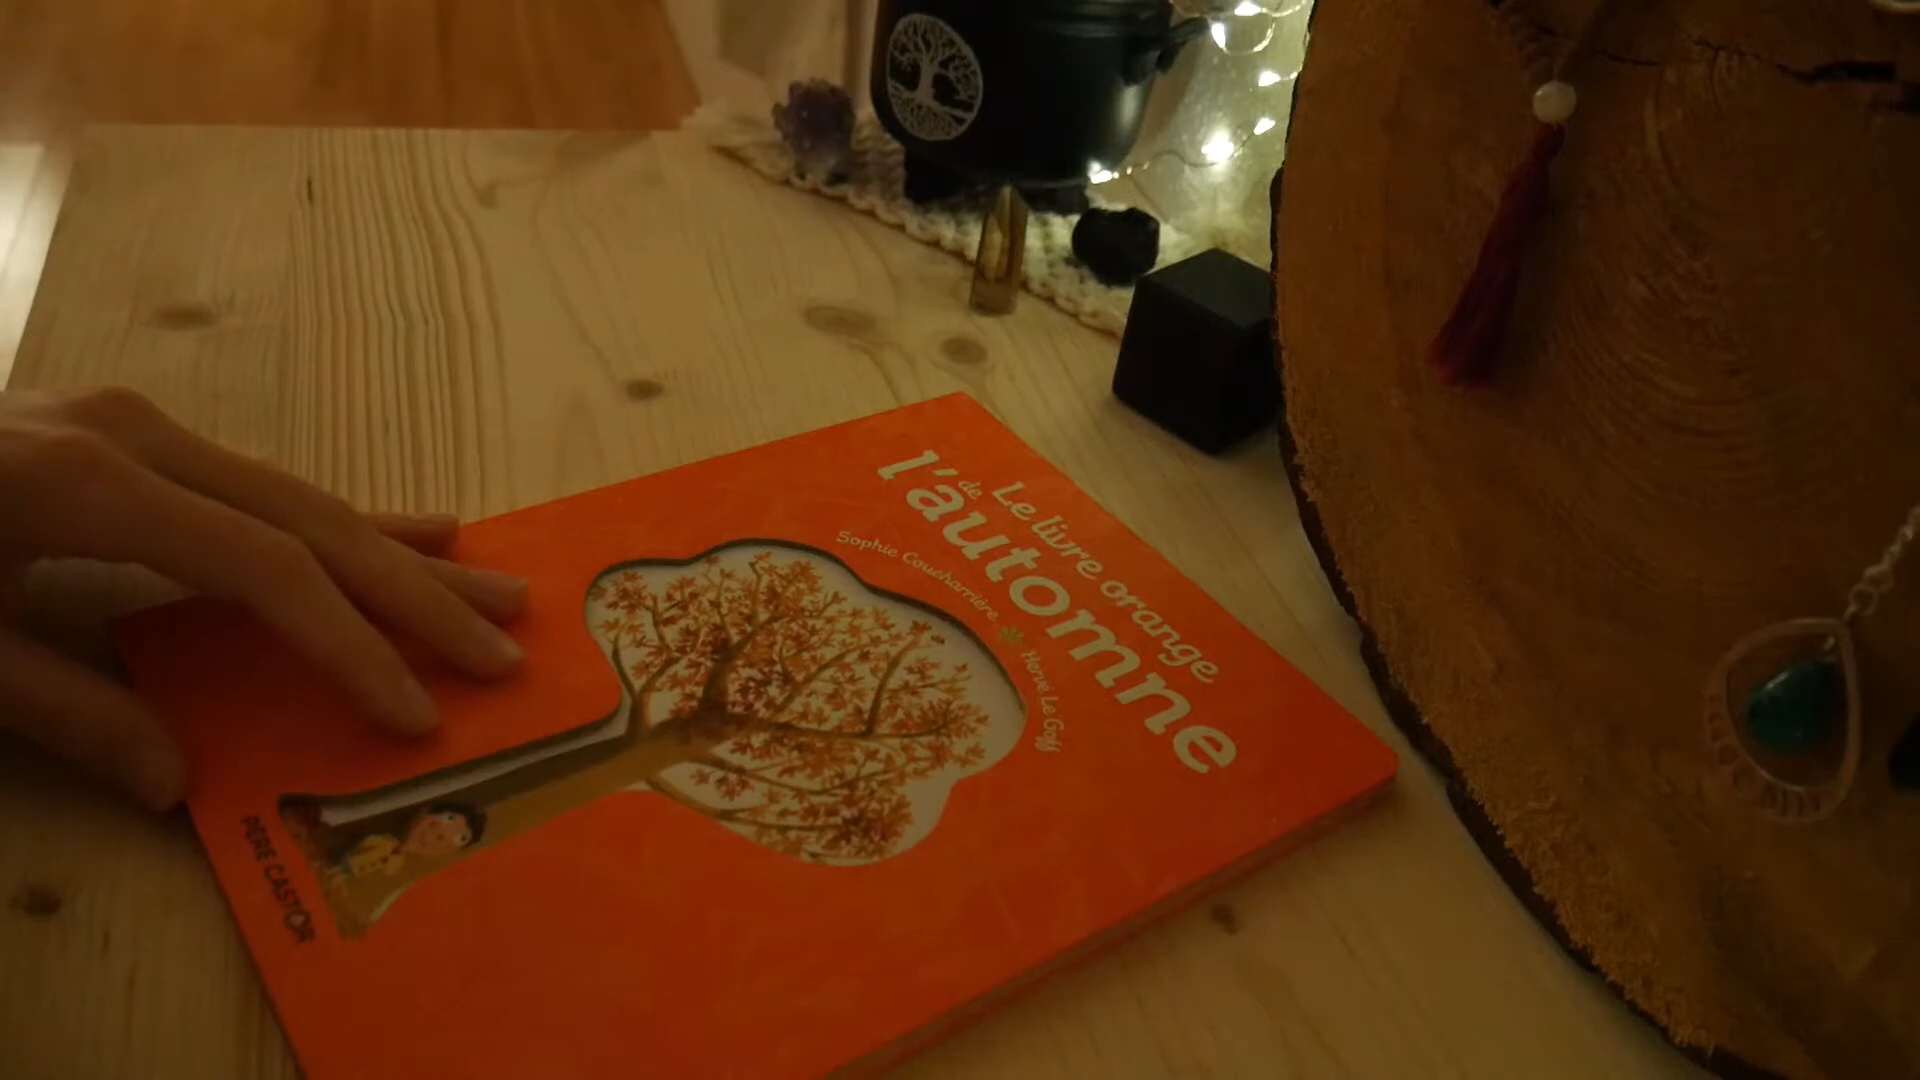 Le livre orange
de
l'automne
Sophie Coucharrière
Hervé Le Goff
PÈRE CASTOR